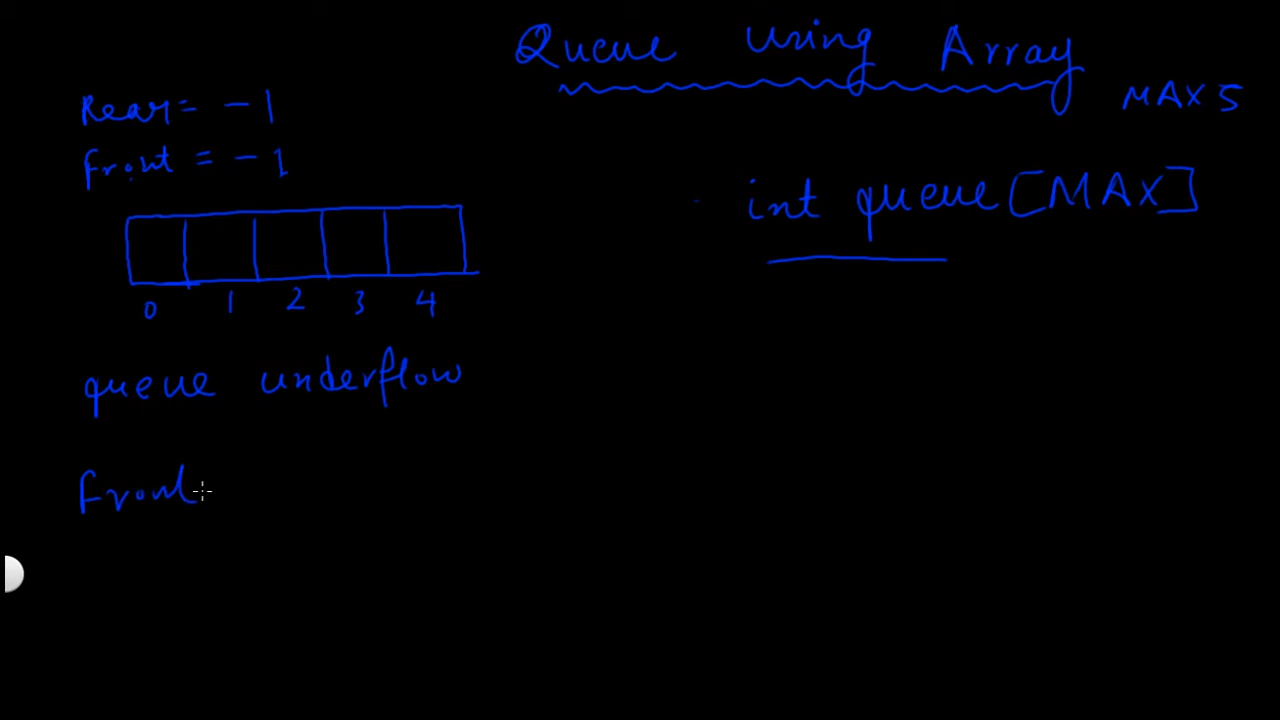 Queue Using Array
MAX 5
Rear = -1
front = -1
int queue[MAX]
0 1 2 3 4
queue underflow
front